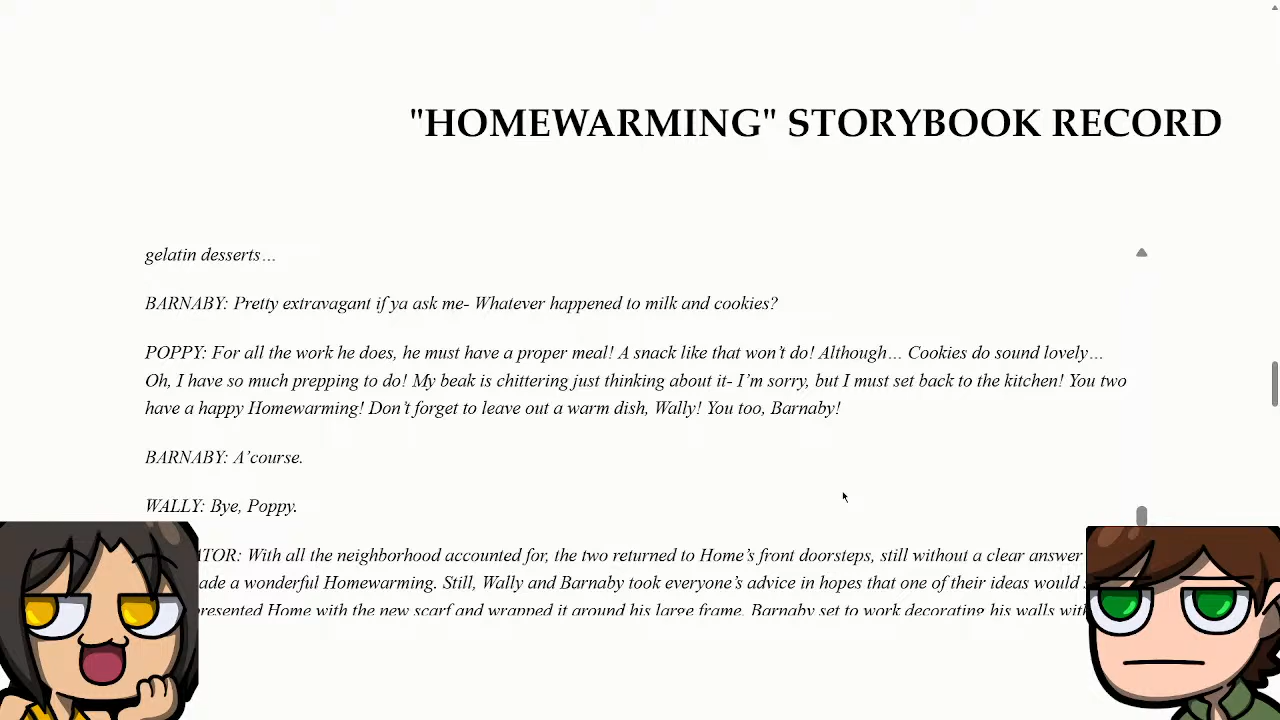 "HOMEWARMING" STORYBOOK RECORD
gelatin desserts…
BARNABY: Pretty extravagant if ya ask me- Whatever happened to milk and cookies?
POPPY: For all the work he does, he must have a proper meal! A snack like that won't do! Although… Cookies do sound lovely…
Oh, I have so much prepping to do! My beak is chittering just thinking about it- I'm sorry, but I must set back to the kitchen! You two
have a happy Homewarming! Don't forget to leave out a warm dish, Wally! You too, Barnaby!
BARNABY: A'course.
WALLY: Bye, Poppy.
ATOR: With all the neighborhood accounted for, the two returned to Home's front doorsteps, still without a clear answer
ade a wonderful Homewarming. Still, Wally and Barnaby took everyone's advice in hopes that one of their ideas would
presented Home with the new scarf and wrapped it around his large frame. Barnaby set to work decorating his walls with